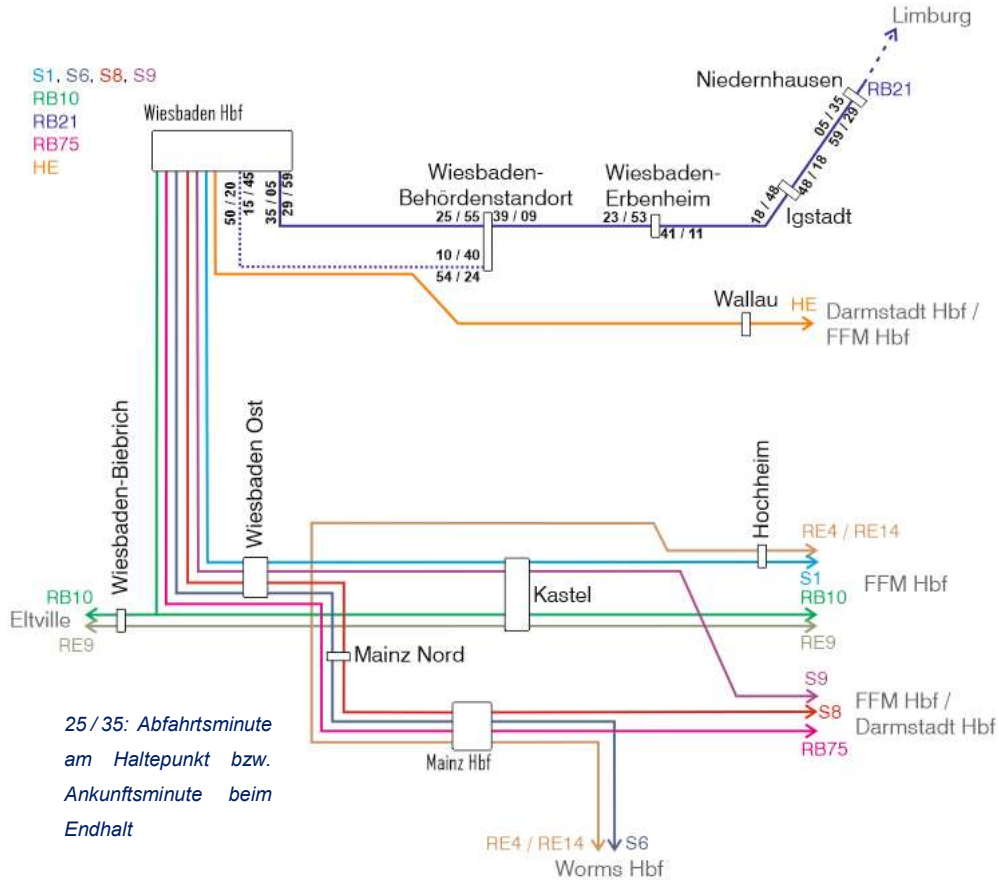 Limburg
Niedernhausen
RB21
05 / 35
59 / 29
S1, S6, S8, S9
RB10
RB21
RB75
HE
Wiesbaden Hbf
50 / 20
15 / 45
35 / 05
29 / 59
Wiesbaden-
Behördenstandort
25 / 55
39 / 09
10 / 40
54 / 24
Wiesbaden-
Erbenheim
23 / 53
41 / 11
18 / 48
48 / 18
Igstadt
Wallau
HE
Darmstadt Hbf /
FFM Hbf
Wiesbaden-Biebrich
Wiesbaden Ost
Hochheim
RE4 / RE14
S1
FFM Hbf
Kastel
RB10
RB10
Eltville
RE9
RE9
Mainz Nord
S9
FFM Hbf /
S8
Darmstadt Hbf
RB75
Mainz Hbf
25 / 35: Abfahrtsminute
am Haltepunkt bzw.
Ankunftsminute beim
Endhalt
RE4 / RE14
S6
Worms Hbf